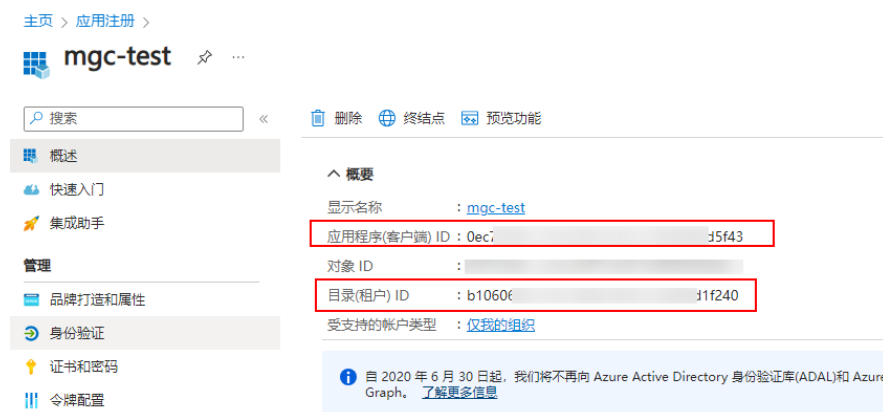 主页 > 应用注册 >
mgc-test
搜索
删除 终结点 预览功能
概述
快速入门
集成助手
管理
品牌打造和属性
身份验证
证书和密码
令牌配置
概要
显示名称 : mgc-test
应用程序(客户端) ID : 0ec7 d5f43
对象 ID :
目录(租户) ID : b1060 d1f240
受支持的帐户类型 : 仅我的组织
自 2020 年 6 月 30 日起，我们将不再向 Azure Active Directory 身份验证库(ADAL)和 Azure
Graph。 了解更多信息